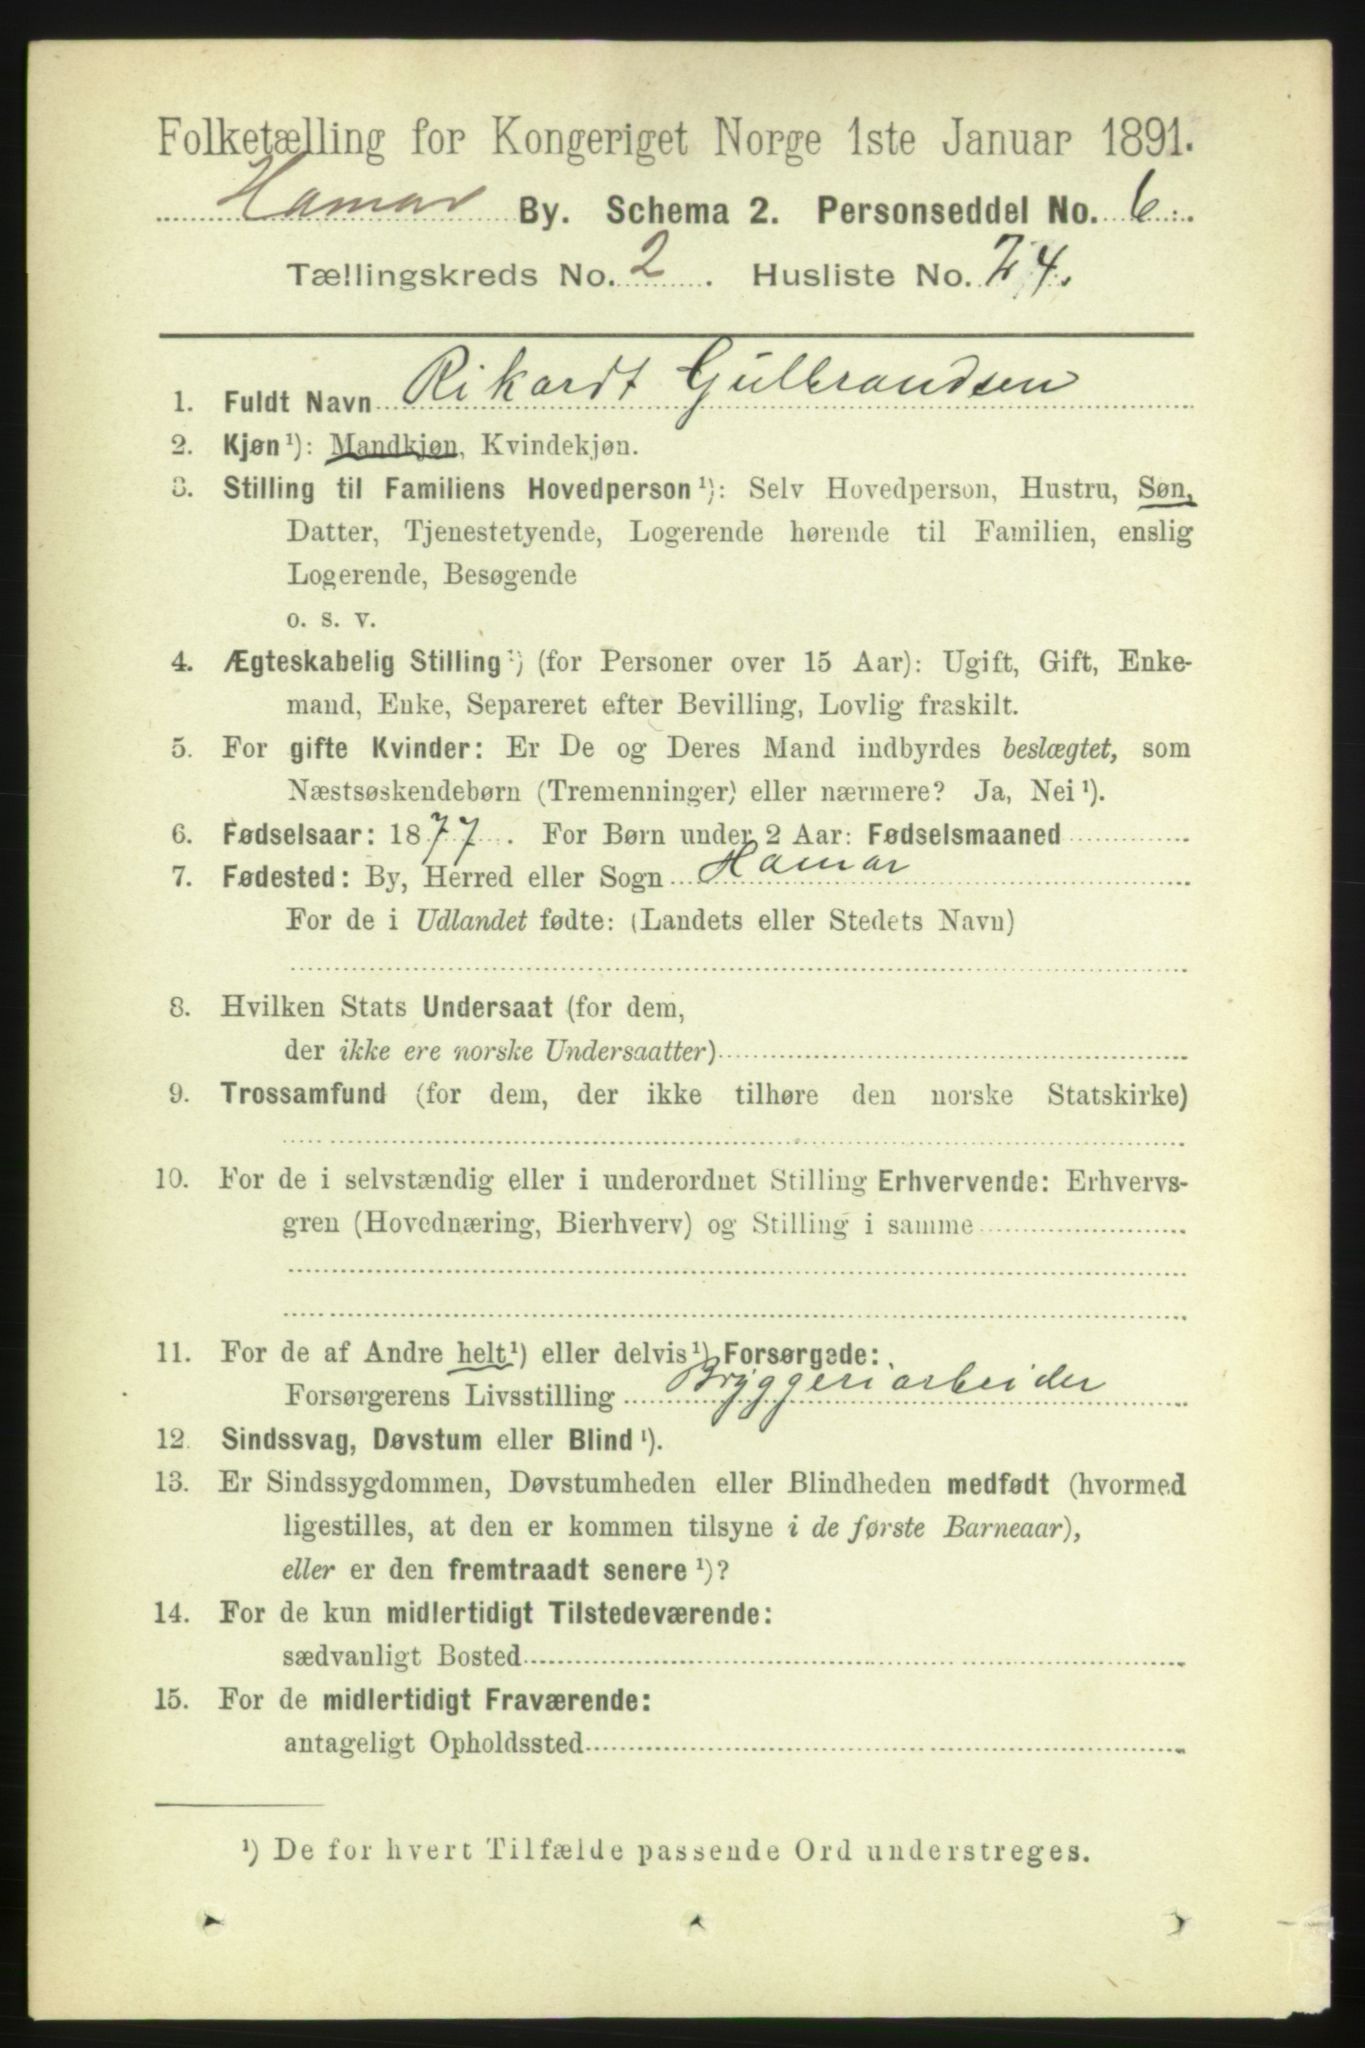 Folketælling for Kongeriget Norge 1ste Januar 1891.
Hamar By. Schema 2. Personseddel No. 6.
Tællingskreds No. 2. Husliste No. 24.
1. Fuldt Navn Rikardt Gulbrandsen
2. Kjøn¹): Mandkjøn, Kvindekjøn.
3. Stilling til Familiens Hovedperson¹): Selv Hovedperson, Hustru, Søn,
Datter, Tjenestetyende, Logerende hørende til Familien, enslig
Logerende, Besøgende
o. s. v.
4. Ægteskabelig Stilling¹) (for Personer over 15 Aar): Ugift, Gift, Enke-
mand, Enke, Separeret efter Bevilling, Lovlig fraskilt.
5. For gifte Kvinder: Er De og Deres Mand indbyrdes beslægtet, som
Næstsøskendebørn (Tremenninger) eller nærmere? Ja, Nei¹).
6. Fødselsaar: 1877. For Børn under 2 Aar: Fødselsmaaned
7. Fødested: By, Herred eller Sogn Hamar
For de i Udlandet fødte: (Landets eller Stedets Navn)
8. Hvilken Stats Undersaat (for dem,
der ikke ere norske Undersaatter)
9. Trossamfund (for dem, der ikke tilhøre den norske Statskirke)
10. For de i selvstændig eller i underordnet Stilling Erhvervende: Erhvervs-
gren (Hovednæring, Bierhverv) og Stilling i samme
11. For de af Andre helt¹) eller delvis¹) Forsørgede:
Forsørgerens Livsstilling Bryggeriarbeider
12. Sindssvag, Døvstum eller Blind¹).
13. Er Sindssygdommen, Døvstumheden eller Blindheden medfødt (hvormed
ligestilles, at den er kommen tilsyne i de første Barneaar),
eller er den fremtraadt senere¹)?
14. For de kun midlertidigt Tilstedeværende:
sædvanligt Bosted
15. For de midlertidigt Fraværende:
antageligt Opholdssted
¹) De for hvert Tilfælde passende Ord understreges.